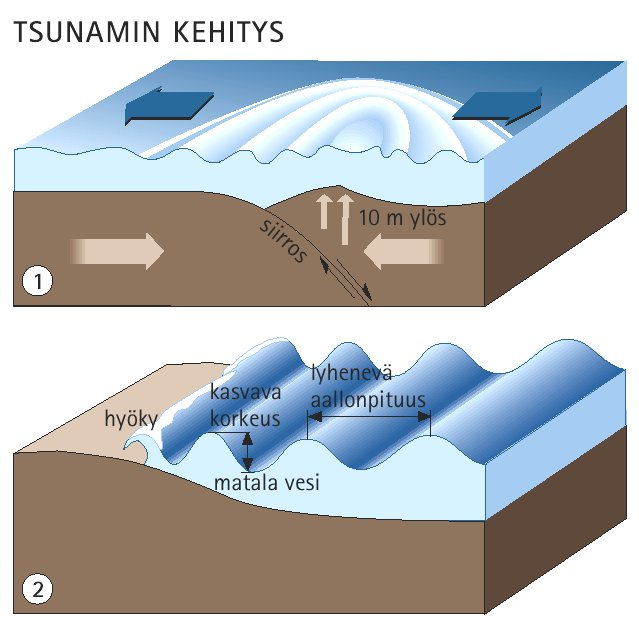 TSUNAMIN KEHITYS
10 m ylös
siirros
1
lyhenevä
aallonpituus
kasvava
korkeus
hyöky
matala vesi
2